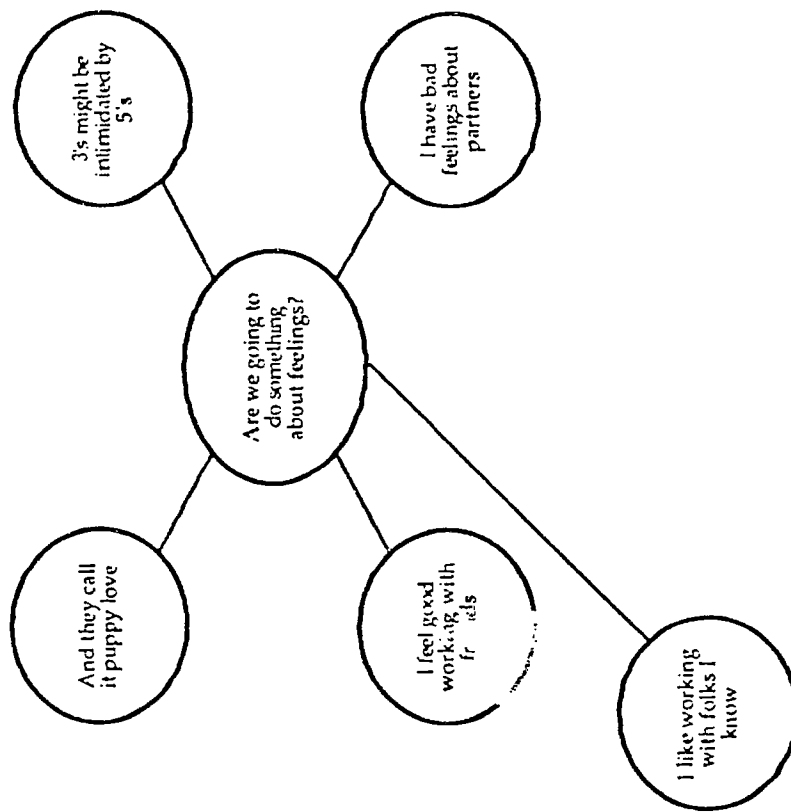 And they call
it puppy love
3's might be
intimidated by
5's
Are we going to
do something
about feelings?
I feel good
working with
I have bad
feelings about
partners
I like working
with folks I
know